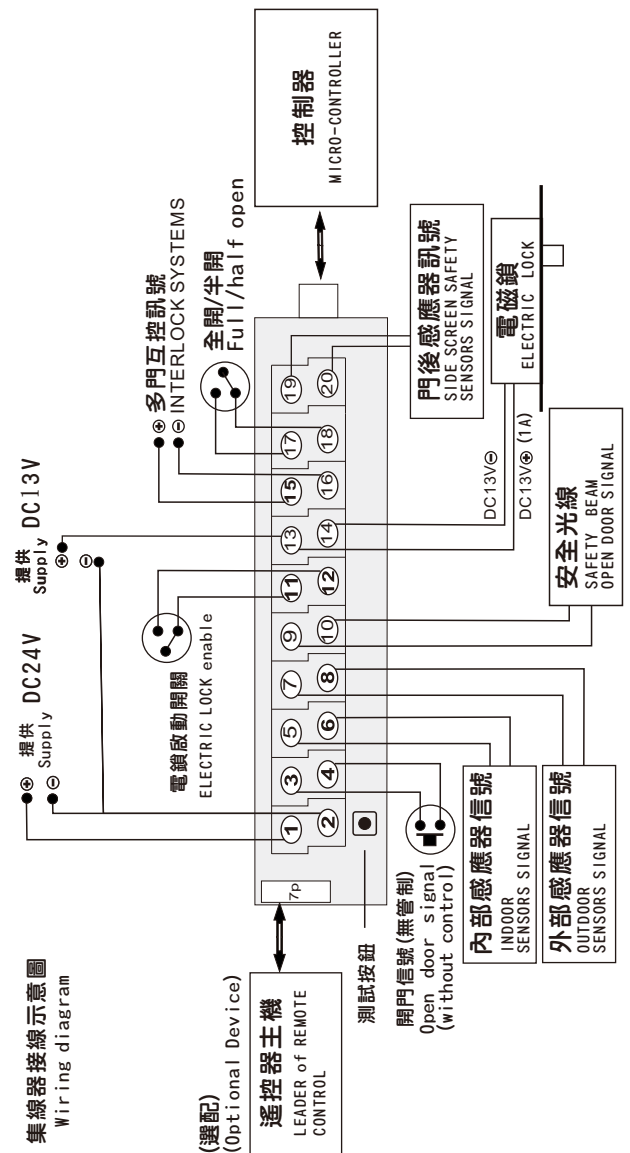 集線器接線示意圖
Wiring diagram
提供
Supply DC24V
⊕
⊖
提供
Supply DC13V
⊕
⊖
電鎖啟動開關
ELECTRIC LOCK enable
⊕ 多門互控訊號
⊖ INTERLOCK SYSTEMS
全開/半開
Full/half open
(選配)
(Optional Device)
遙控器主機
LEADER of REMOTE
CONTROL
7p
1 3 5 7 9 11 13 15 17 19
2 4 6 8 10 12 14 16 18 20
控制器
MICRO-CONTROLLER
測試按鈕
開門信號(無管制)
Open door signal
(without control)
內部感應器信號
INDOOR
SENSORS SIGNAL
外部感應器信號
OUTDOOR
SENSORS SIGNAL
安全光線
SAFETY BEAM
OPEN DOOR SIGNAL
DC13V⊖
DC13V⊕ (1A)
門後感應器訊號
SIDE SCREEN SAFETY
SENSORS SIGNAL
電磁鎖
ELECTRIC LOCK